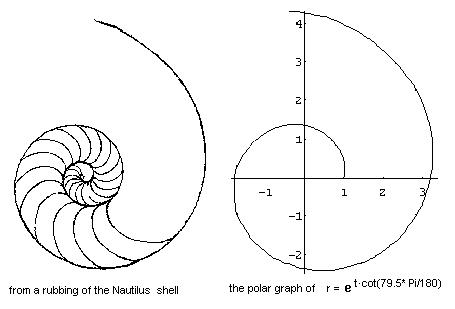 4
3
2
1
-1 1 2 3
-1
-2
from a rubbing of the Nautilus shell
the polar graph of r = e^t·cot(79.5* Pi/180)